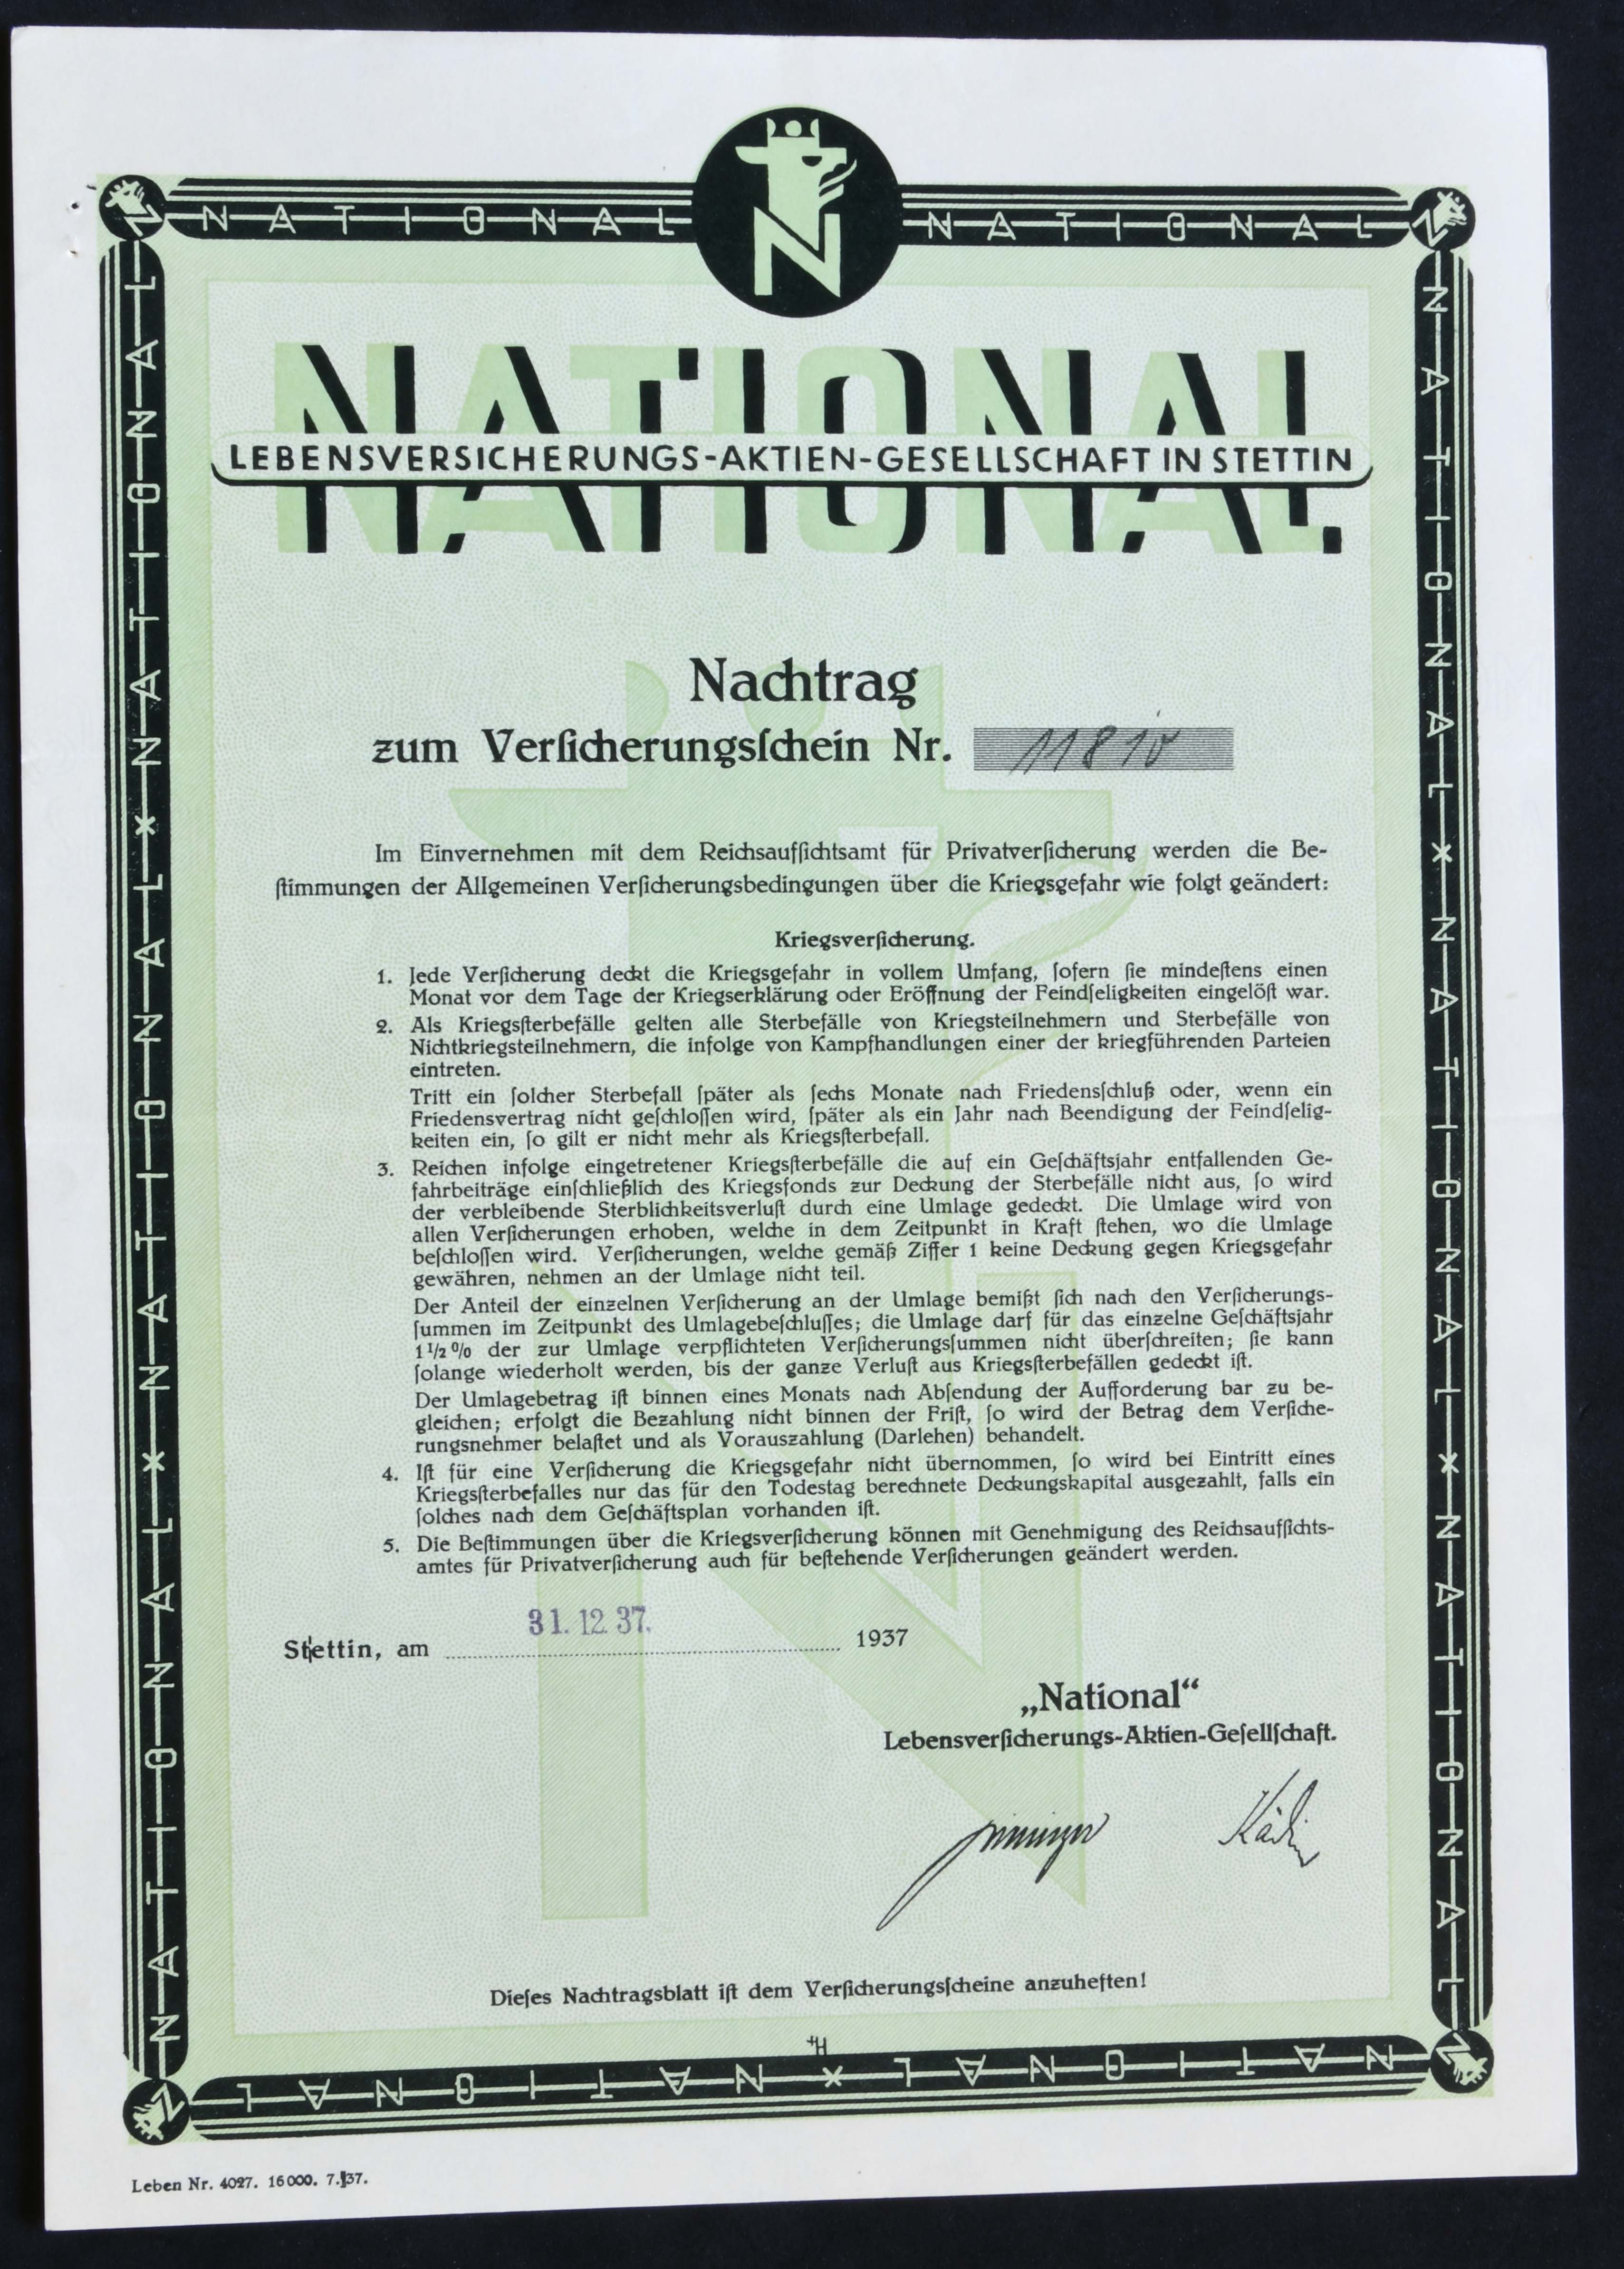 NATIONAL NATIONAL
N
NATIONAL
LEBENSVERSICHERUNGS-AKTIEN-GESELLSCHAFT IN STETTIN
Nachtrag
zum Verſicherungsſchein Nr. 11810
Im Einvernehmen mit dem Reichsaufſichtsamt für Privatverſicherung werden die Be-
ſtimmungen der Allgemeinen Verſicherungsbedingungen über die Kriegsgefahr wie folgt geändert:
Kriegsverſicherung.
1. Jede Verſicherung deckt die Kriegsgefahr in vollem Umfang, ſofern ſie mindeſtens einen
Monat vor dem Tage der Kriegserklärung oder Eröffnung der Feindſeligkeiten eingelöſt war.
2. Als Kriegsſterbefälle gelten alle Sterbefälle von Kriegsteilnehmern und Sterbefälle von
Nichtkriegsteilnehmern, die infolge von Kampfhandlungen einer der kriegführenden Parteien
eintreten.
Tritt ein ſolcher Sterbefall ſpäter als ſechs Monate nach Friedensſchluß oder, wenn ein
Friedensvertrag nicht geſchloſſen wird, ſpäter als ein Jahr nach Beendigung der Feindſelig-
keiten ein, ſo gilt er nicht mehr als Kriegsſterbefall.
3. Reichen infolge eingetretener Kriegsſterbefälle die auf ein Geſchäftsjahr entfallenden Ge-
fahrbeiträge einſchließlich des Kriegsfonds zur Deckung der Sterbefälle nicht aus, ſo wird
der verbleibende Sterblichkeitsverluſt durch eine Umlage gedeckt. Die Umlage wird von
allen Verſicherungen erhoben, welche in dem Zeitpunkt in Kraft ſtehen, wo die Umlage
beſchloſſen wird. Verſicherungen, welche gemäß Ziffer 1 keine Deckung gegen Kriegsgefahr
gewähren, nehmen an der Umlage nicht teil.
Der Anteil der einzelnen Verſicherung an der Umlage bemißt ſich nach den Verſicherungs-
ſummen im Zeitpunkt des Umlagebeſchluſſes; die Umlage darf für das einzelne Geſchäftsjahr
1 1/2 % der zur Umlage verpflichteten Verſicherungsſummen nicht überſchreiten; ſie kann
ſolange wiederholt werden, bis der ganze Verluſt aus Kriegsſterbefällen gedeckt iſt.
Der Umlagebetrag iſt binnen eines Monats nach Abſendung der Aufforderung bar zu be-
gleichen; erfolgt die Bezahlung nicht binnen der Friſt, ſo wird der Betrag dem Verſiche-
rungsnehmer belaſtet und als Vorauszahlung (Darlehen) behandelt.
4. Iſt für eine Verſicherung die Kriegsgefahr nicht übernommen, ſo wird bei Eintritt eines
Kriegsſterbefalles nur das für den Todestag berechnete Deckungskapital ausgezahlt, falls ein
ſolches nach dem Geſchäftsplan vorhanden iſt.
5. Die Beſtimmungen über die Kriegsverſicherung können mit Genehmigung des Reichsaufſichts-
amtes für Privatverſicherung auch für beſtehende Verſicherungen geändert werden.
Stettin, am 31. 12. 37. 1937
„National“
Lebensverſicherungs-Aktien-Geſellſchaft.
Dieſes Nachtragsblatt iſt dem Verſicherungsſcheine anzuheften!
NATIONAL × NATIONAL
NATIONAL × NATIONAL × NATIONAL
NATIONAL × NATIONAL × NATIONAL
Leben Nr. 4027. 16000. 7. 37.